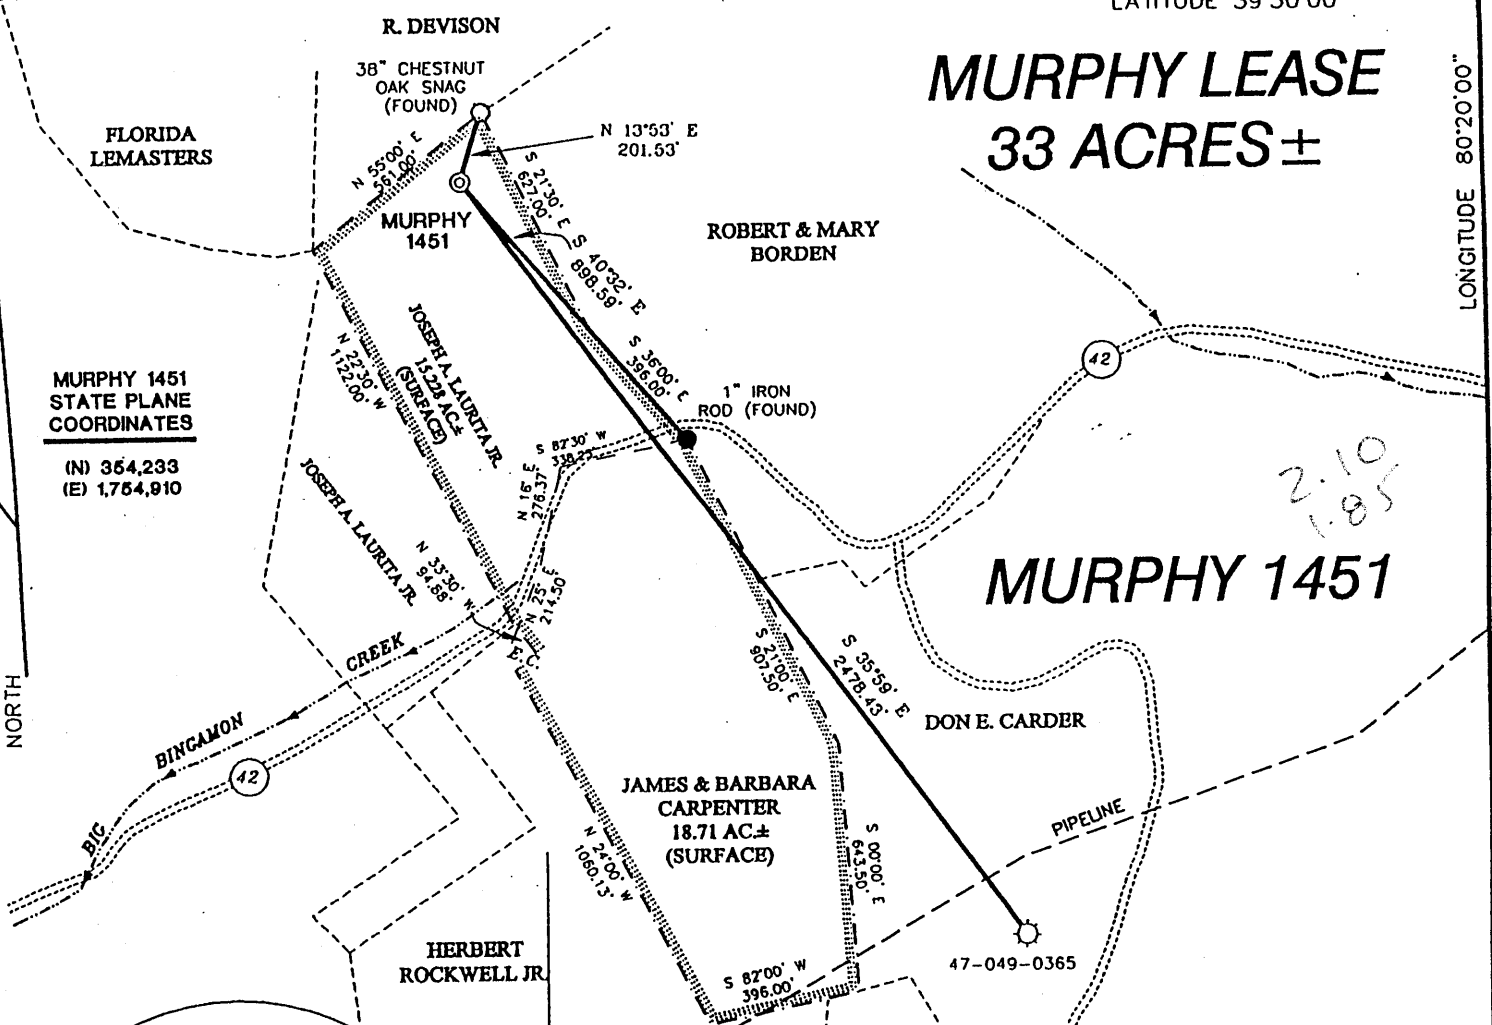 LATITUDE 39°30'00"
R. DEVISON
38" CHESTNUT
OAK SNAG
(FOUND)
MURPHY LEASE
33 ACRES ±
LONGITUDE 80°20'00"
FLORIDA
LEMASTERS
N 55°00' E
561.00'
N 13°53' E
201.53'
S 21°30' E
627.00'
MURPHY
1451
S 40°32' E
898.59'
ROBERT & MARY
BORDEN
MURPHY 1451
STATE PLANE
COORDINATES
(N) 354,233
(E) 1,754,910
N 22°30' W
1122.00'
JOSEPH A. LAURITA JR.
15.228 AC.±
(SURFACE)
S 36°00' E
396.00'
1" IRON
ROD (FOUND)
42
S 82°30' W
338.25'
N 16° E
276.37'
2.10
1.85
JOSEPH A. LAURITA JR.
N 33°30' W
94.88'
N 25° E
214.50'
E.C.
MURPHY 1451
S 21°00' E
907.50'
S 35°59' E
2478.43'
NORTH
BIG BINGAMON CREEK
42
DON E. CARDER
JAMES & BARBARA
CARPENTER
18.71 AC.±
(SURFACE)
PIPELINE
N 24°00' W
1060.13'
S 00°00' E
643.50'
HERBERT
ROCKWELL JR.
S 82°00' W
396.00'
47-049-0365